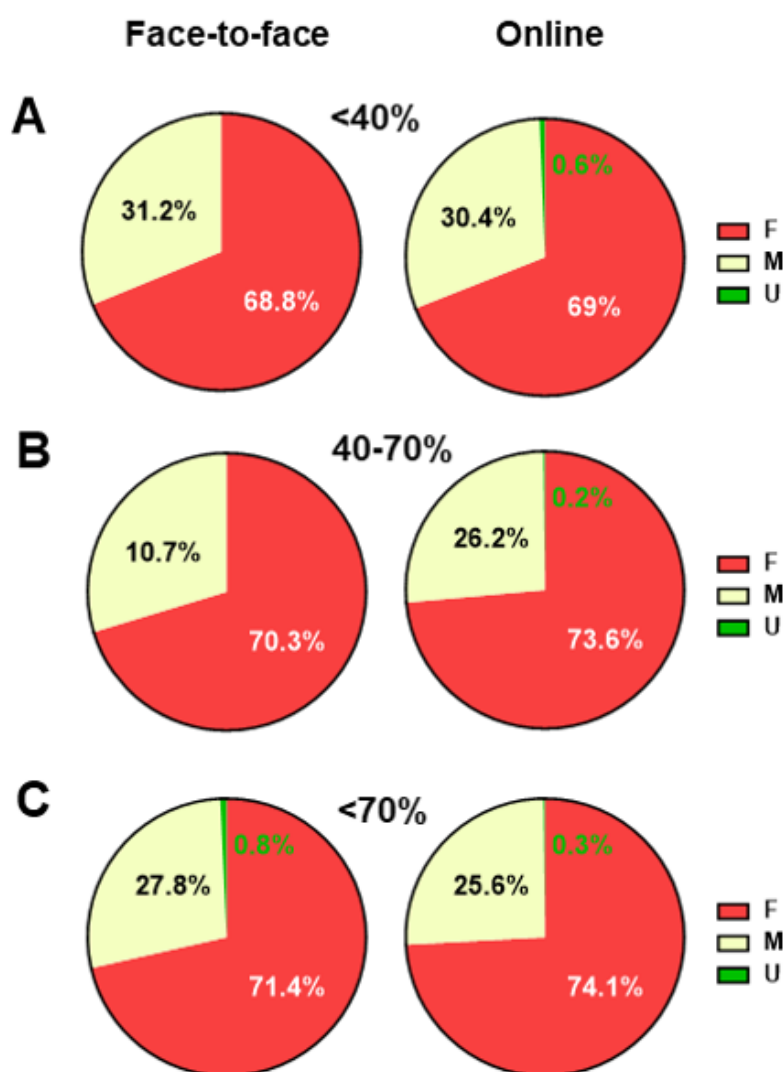 Face-to-face Online
A <40%
31.2% 68.8%
0.6% 30.4% 69%
F
M
U
B 40-70%
10.7% 70.3%
0.2% 26.2% 73.6%
F
M
U
C <70%
0.8% 27.8% 71.4%
0.3% 25.6% 74.1%
F
M
U